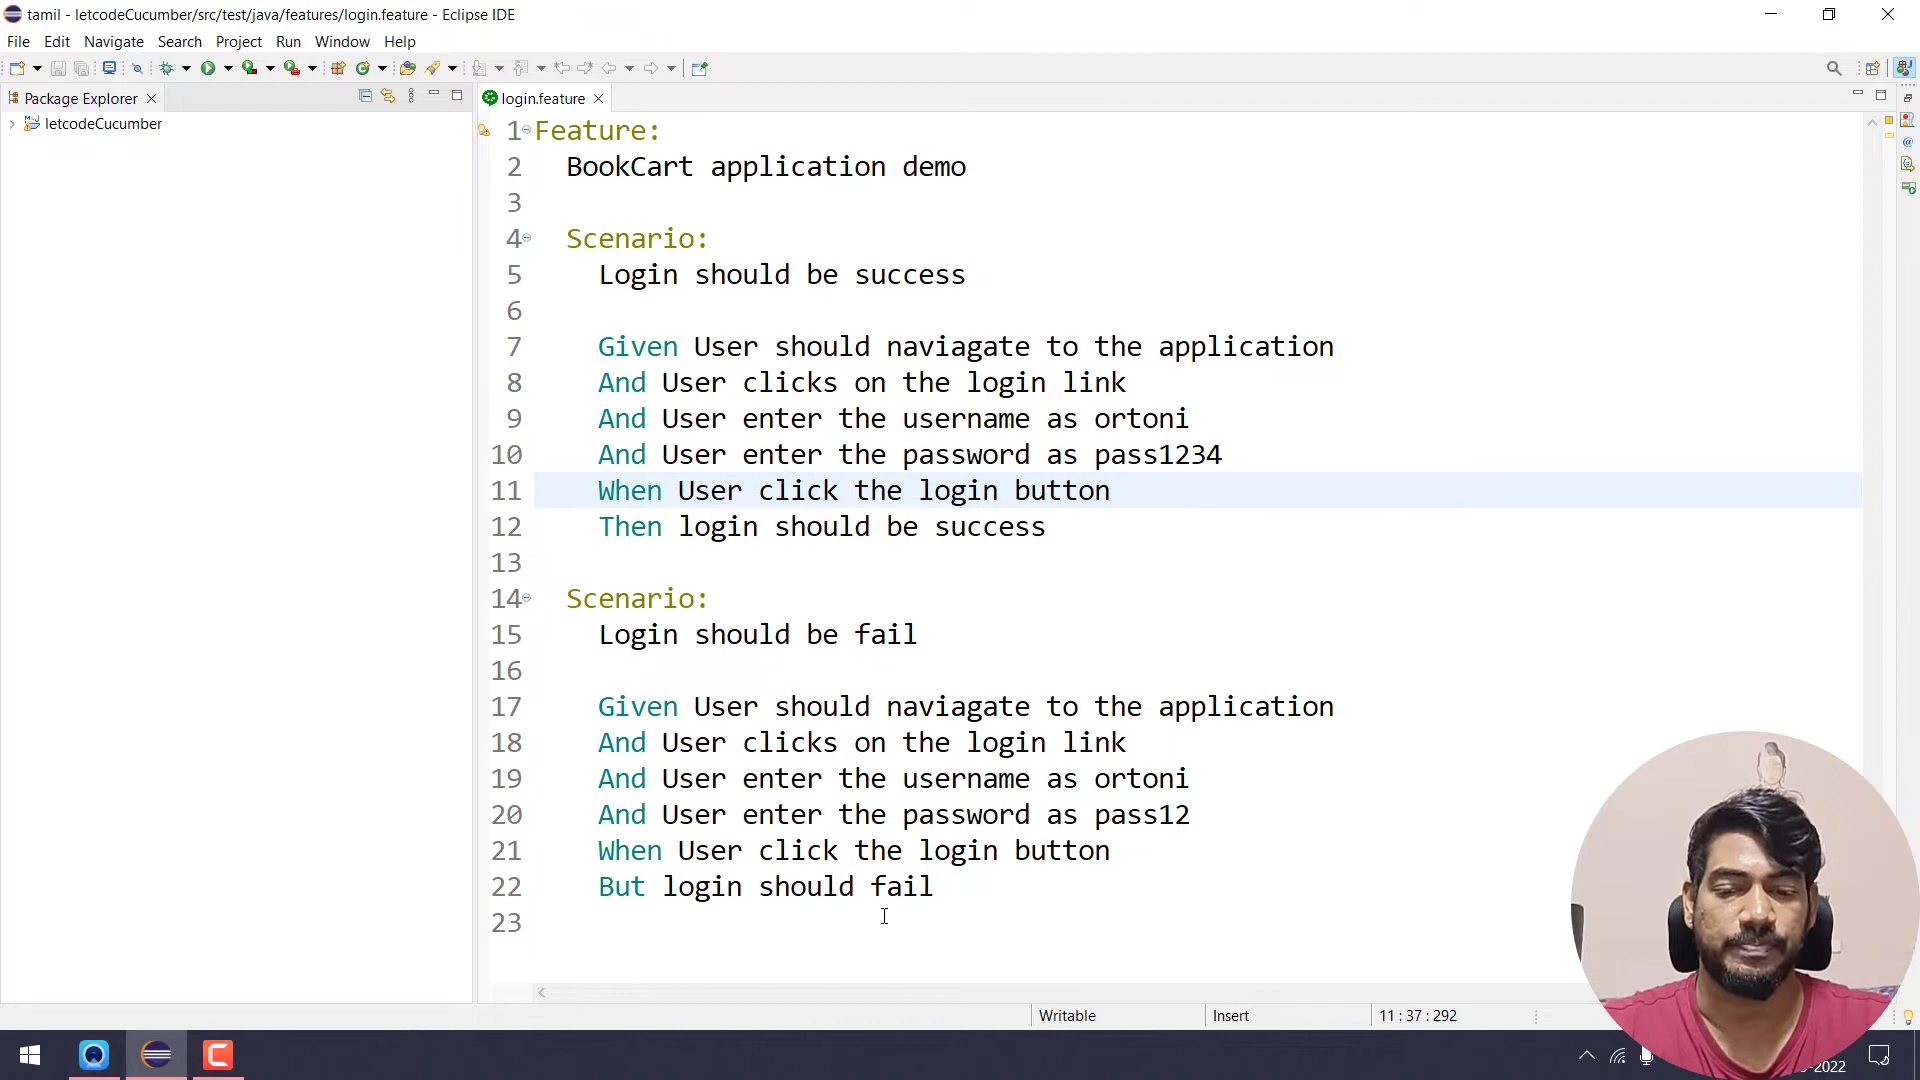 tamil - letcodeCucumber/src/test/java/features/login.feature - Eclipse IDE
File Edit Navigate Search Project Run Window Help
Package Explorer
login.feature
letcodeCucumber
1 Feature:
2 BookCart application demo
3
4 Scenario:
5 Login should be success
6
7 Given User should naviagate to the application
8 And User clicks on the login link
9 And User enter the username as ortoni
10 And User enter the password as pass1234
11 When User click the login button
12 Then login should be success
13
14 Scenario:
15 Login should be fail
16
17 Given User should naviagate to the application
18 And User clicks on the login link
19 And User enter the username as ortoni
20 And User enter the password as pass12
21 When User click the login button
22 But login should fail
23
Writable Insert 11 : 37 : 292
-2022